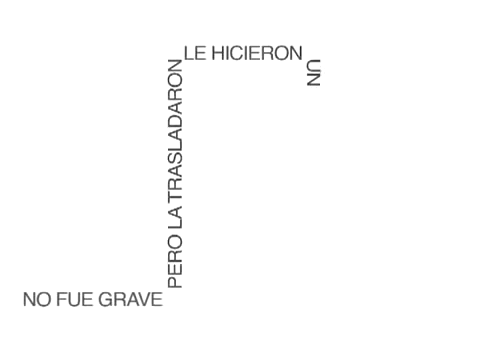 NO FUE GRAVE
PERO LA TRASLADARON
LE HICIERON
UN